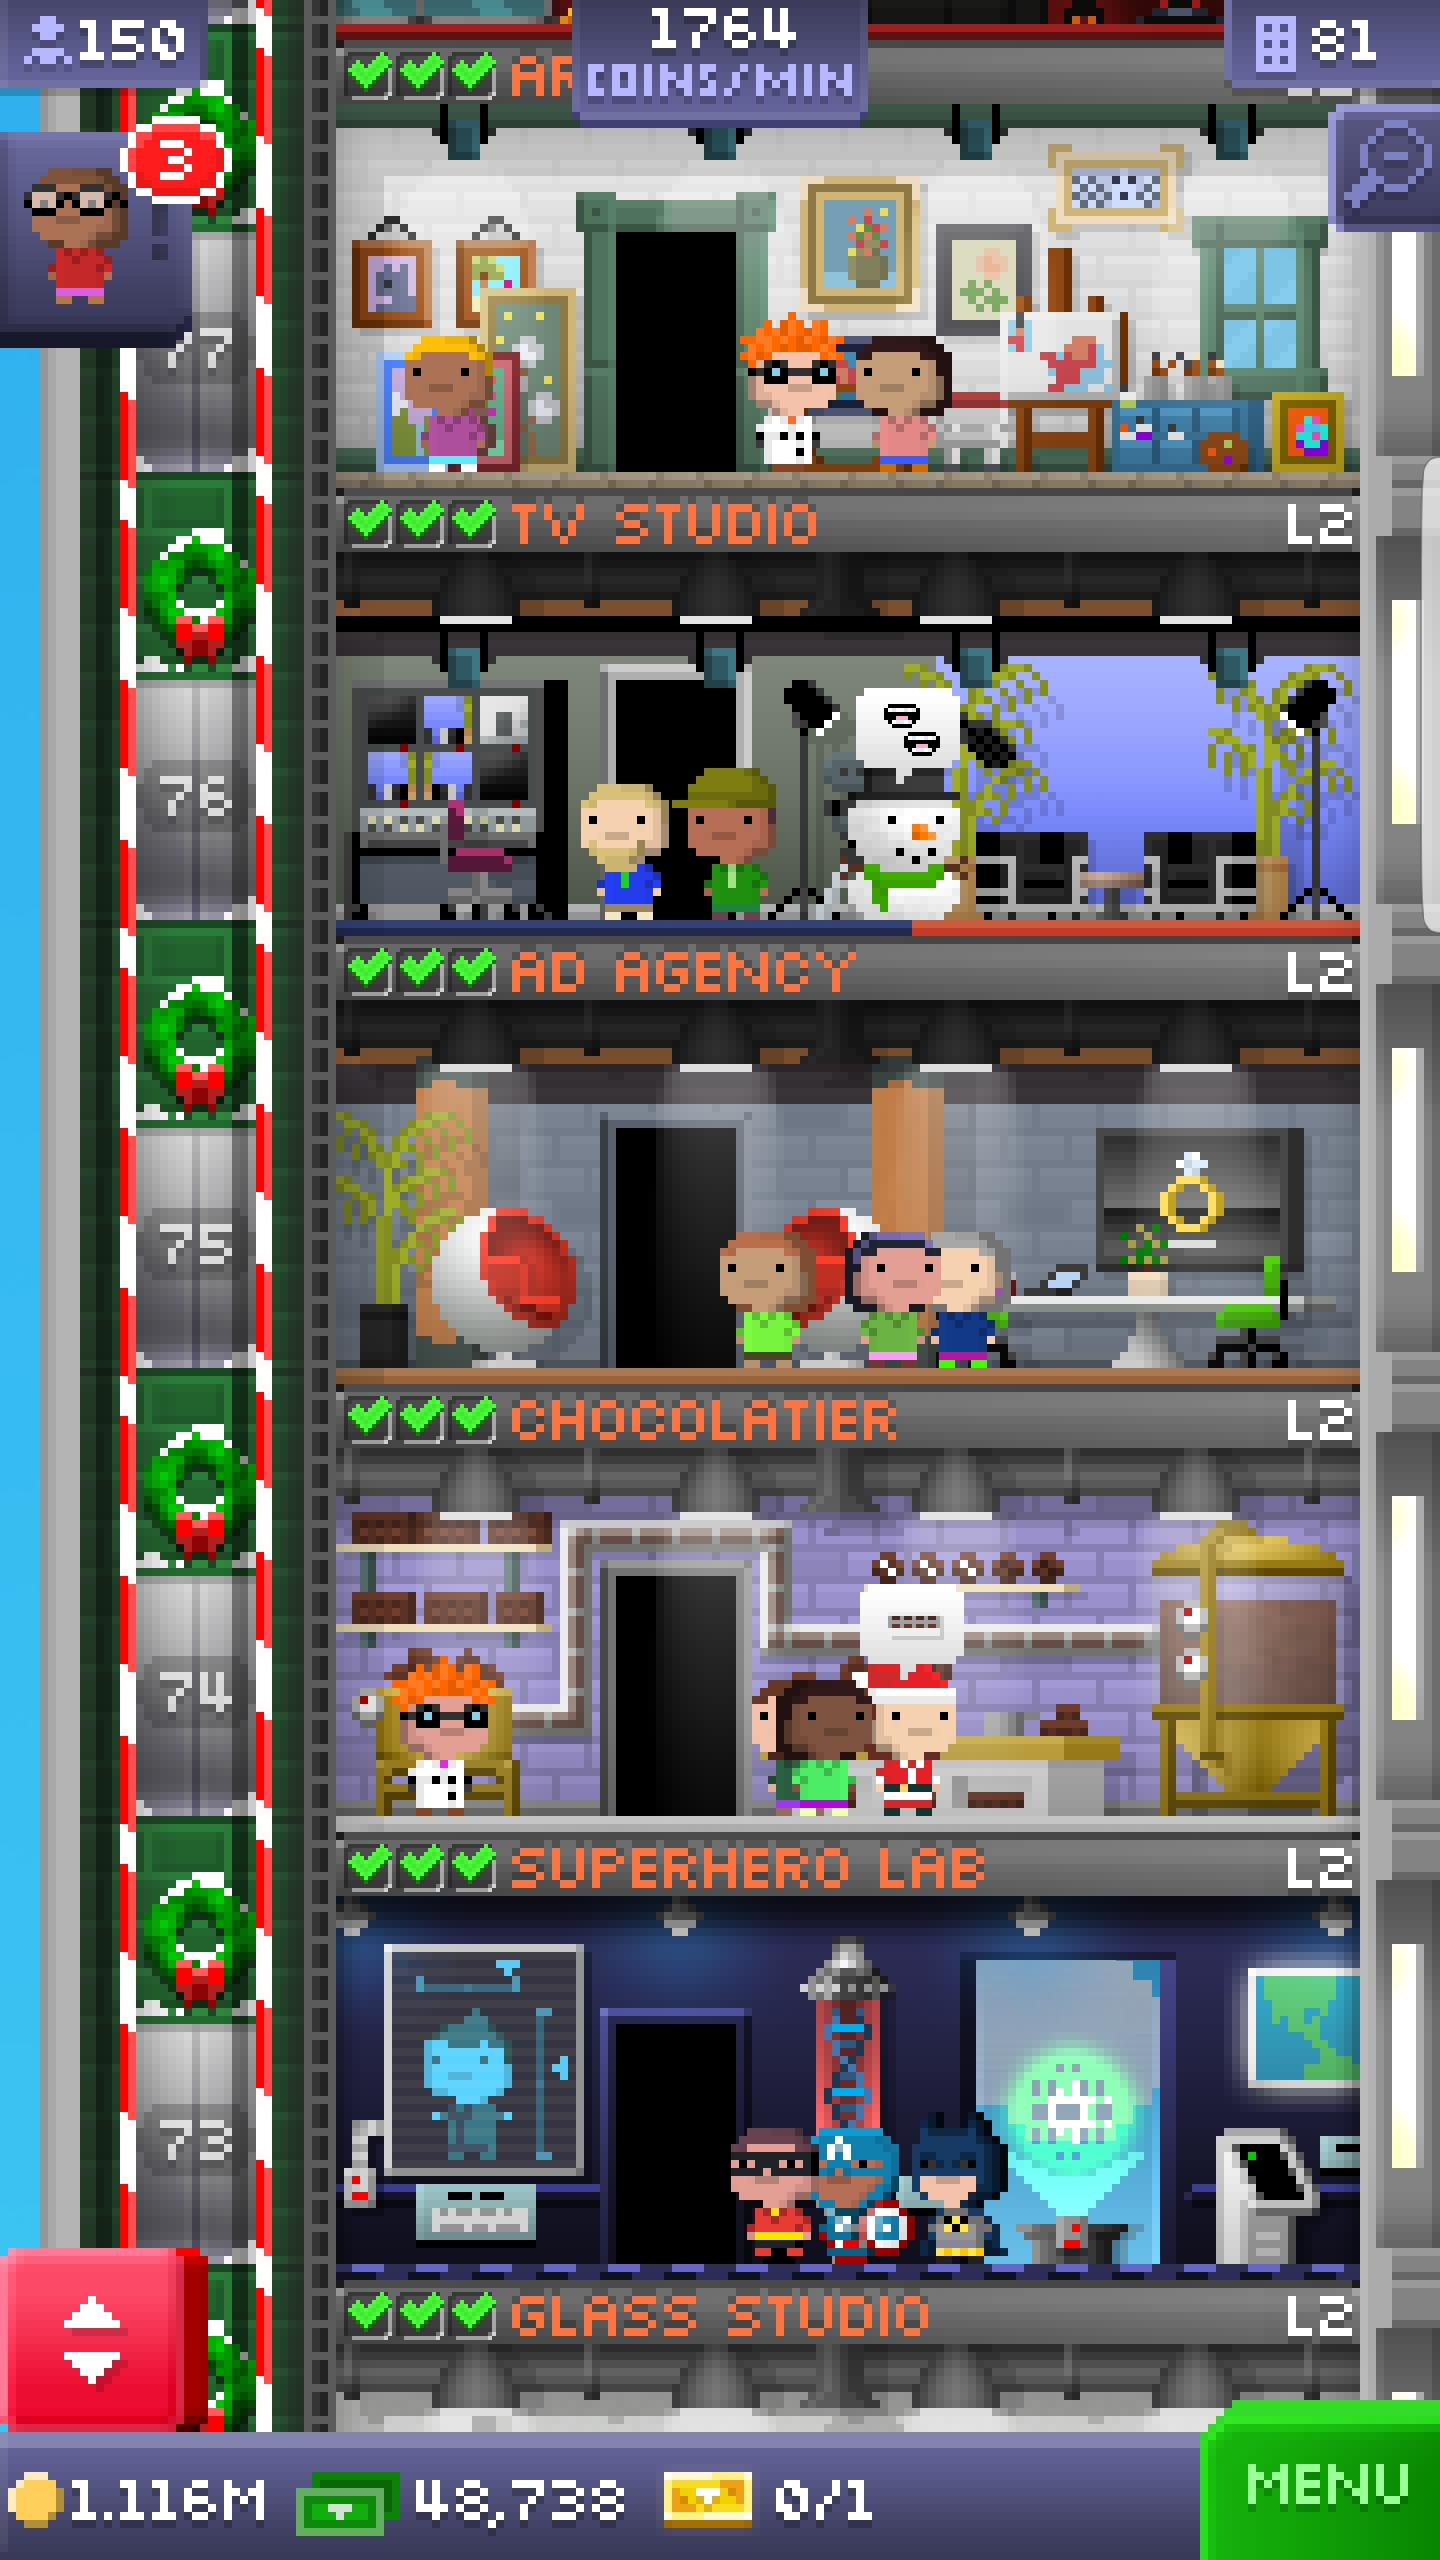 150
1764
COINS/MIN
81
AR
3
77
TV STUDIO L2
76
AD AGENCY L2
75
CHOCOLATIER L2
74
SUPERHERO LAB L2
73
GLASS STUDIO L2
1.116M 48,738 0/1
MENU